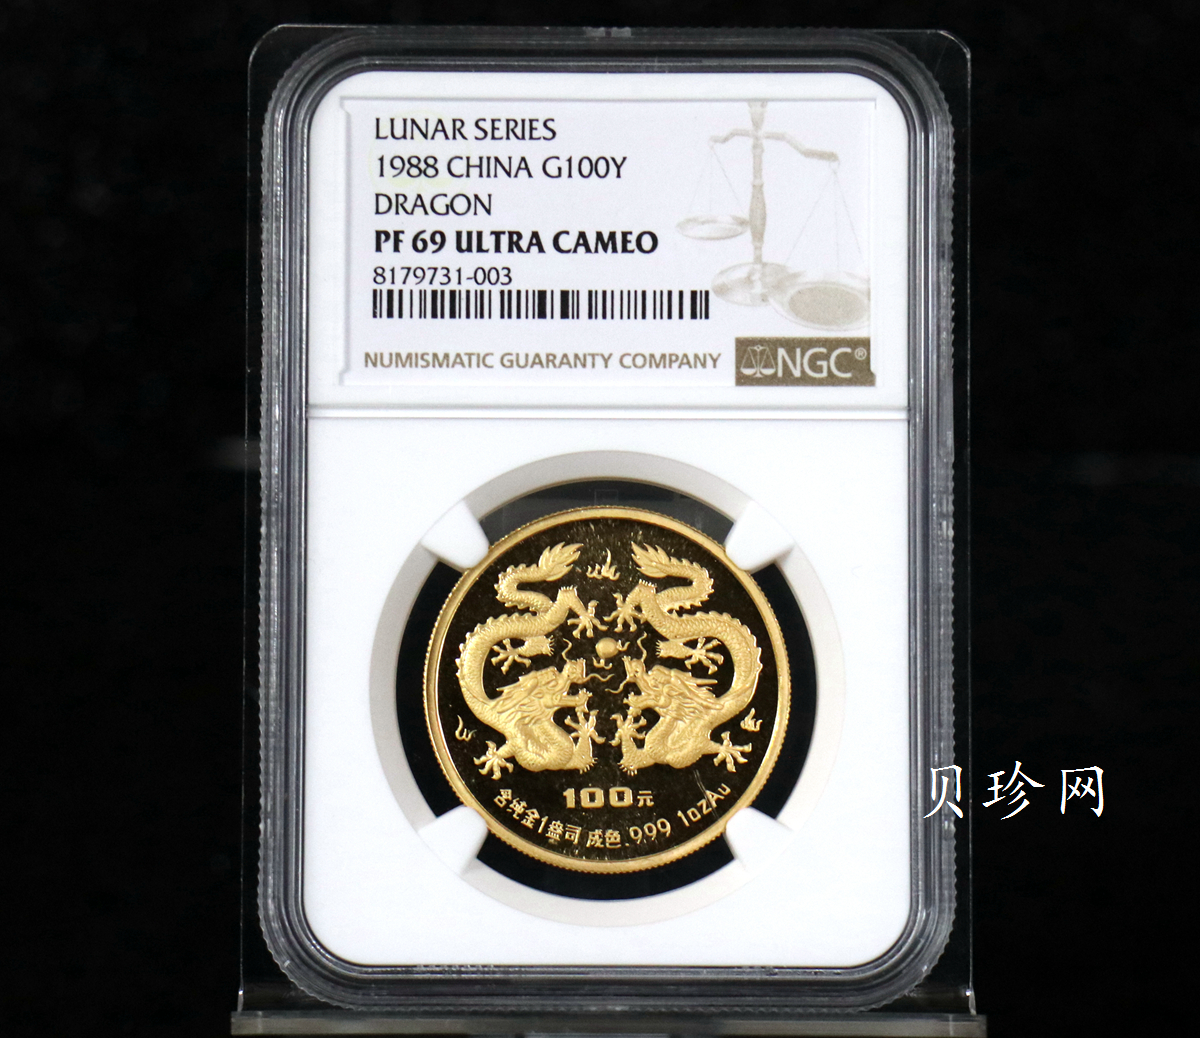 LUNAR SERIES
1988 CHINA G100Y
DRAGON
PF 69 ULTRA CAMEO
8179731-003
NUMISMATIC GUARANTY COMPANY
NGC®
100元
含纯金1盎司 成色.999 1ozAu
贝珍网